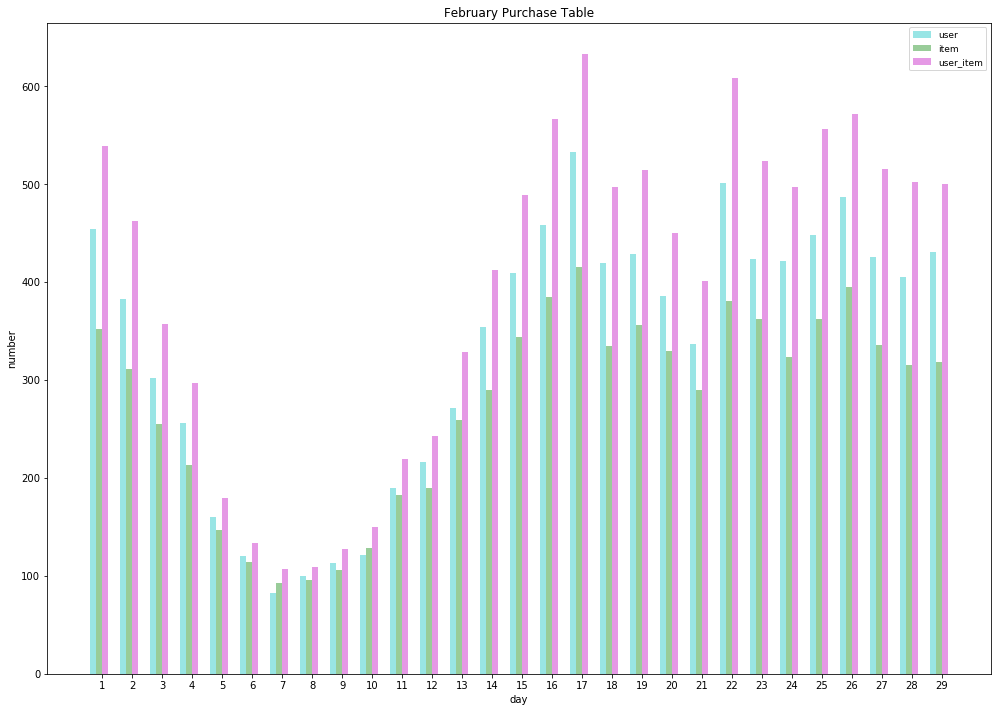 February Purchase Table
user
item
user_item
number
600
500
400
300
200
100
0
1 2 3 4 5 6 7 8 9 10 11 12 13 14 15 16 17 18 19 20 21 22 23 24 25 26 27 28 29
day